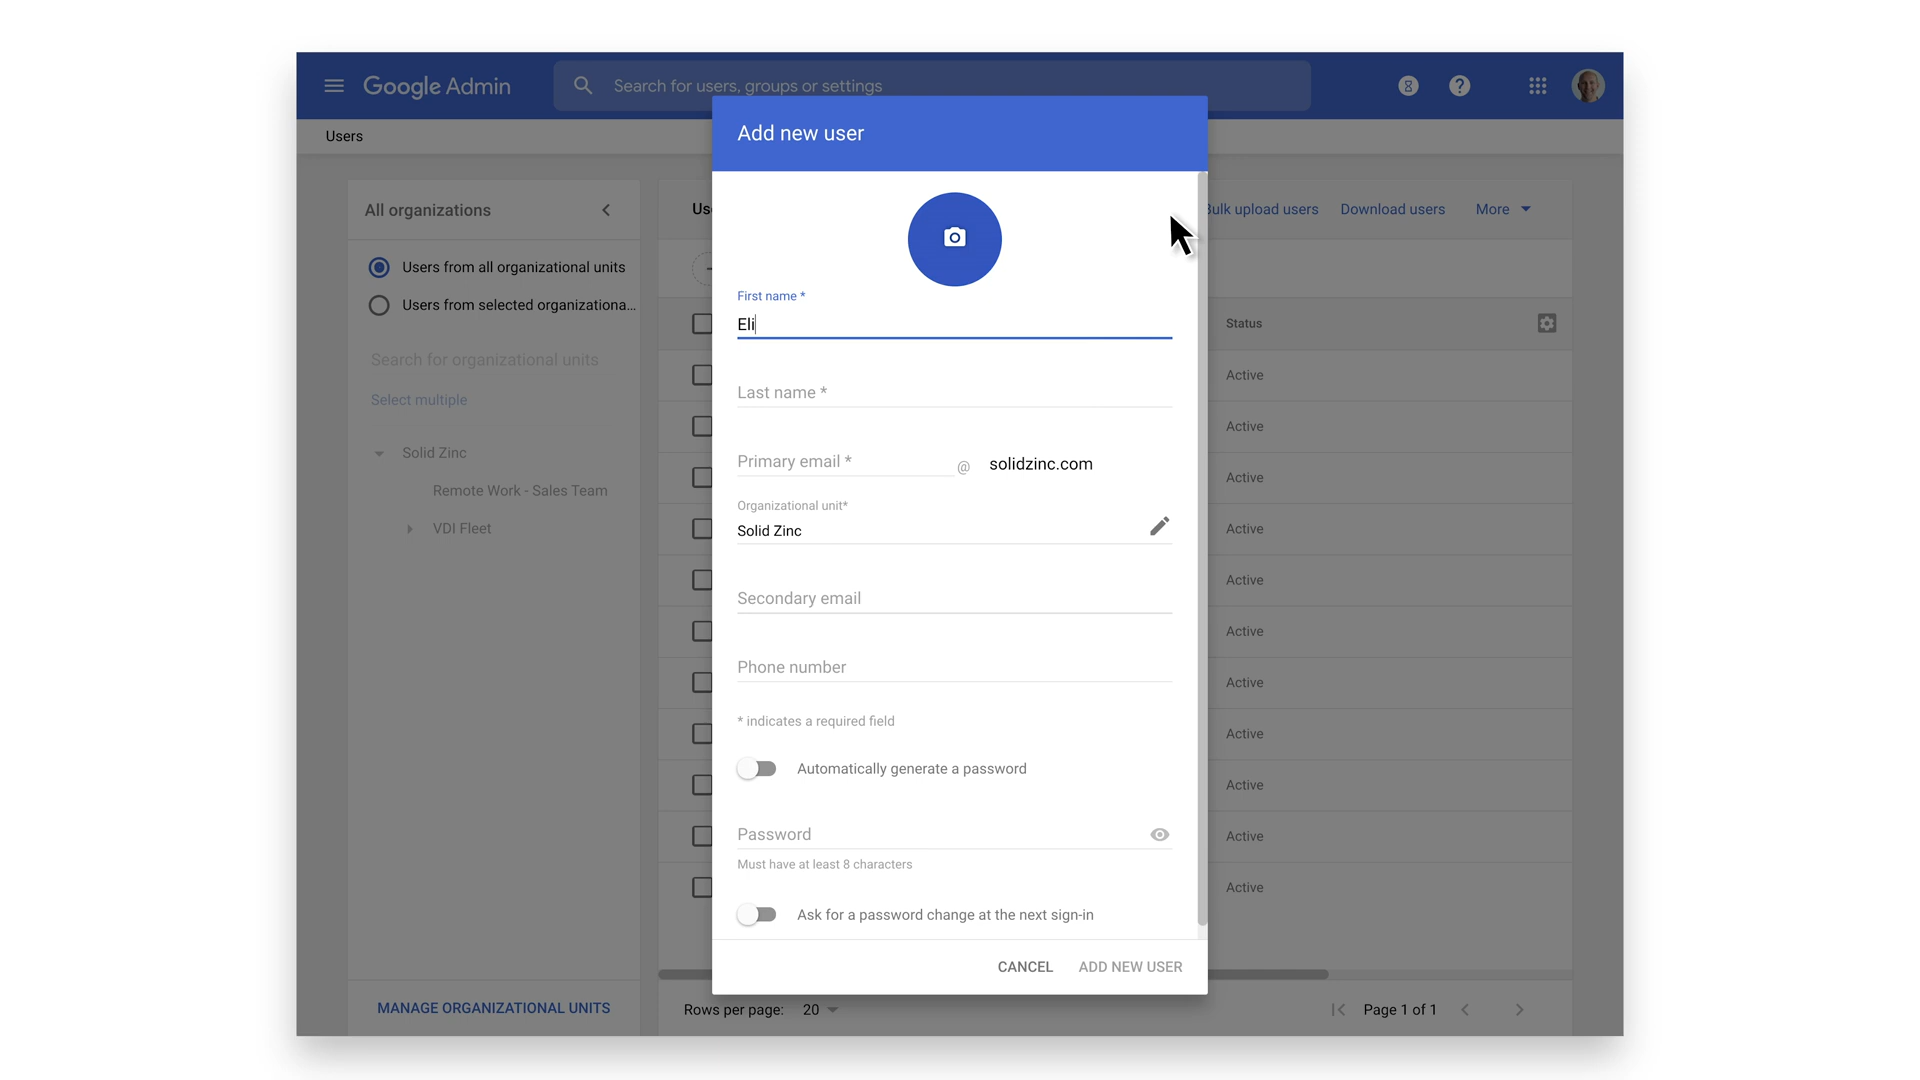 Google Admin
Search for users, groups or settings
Users
Add new user
All organizations
Users from all organizational units
Users from selected organizationa...
Search for organizational units
Select multiple
Solid Zinc
Remote Work - Sales Team
VDI Fleet
MANAGE ORGANIZATIONAL UNITS
First name *
Eli
Last name *
Primary email *
@
solidzinc.com
Organizational unit*
Solid Zinc
Secondary email
Phone number
* indicates a required field
Automatically generate a password
Password
Must have at least 8 characters
Ask for a password change at the next sign-in
CANCEL
ADD NEW USER
Bulk upload users
Download users
More
Status
Active
Active
Active
Active
Active
Active
Active
Active
Active
Active
Active
Rows per page: 20
Page 1 of 1